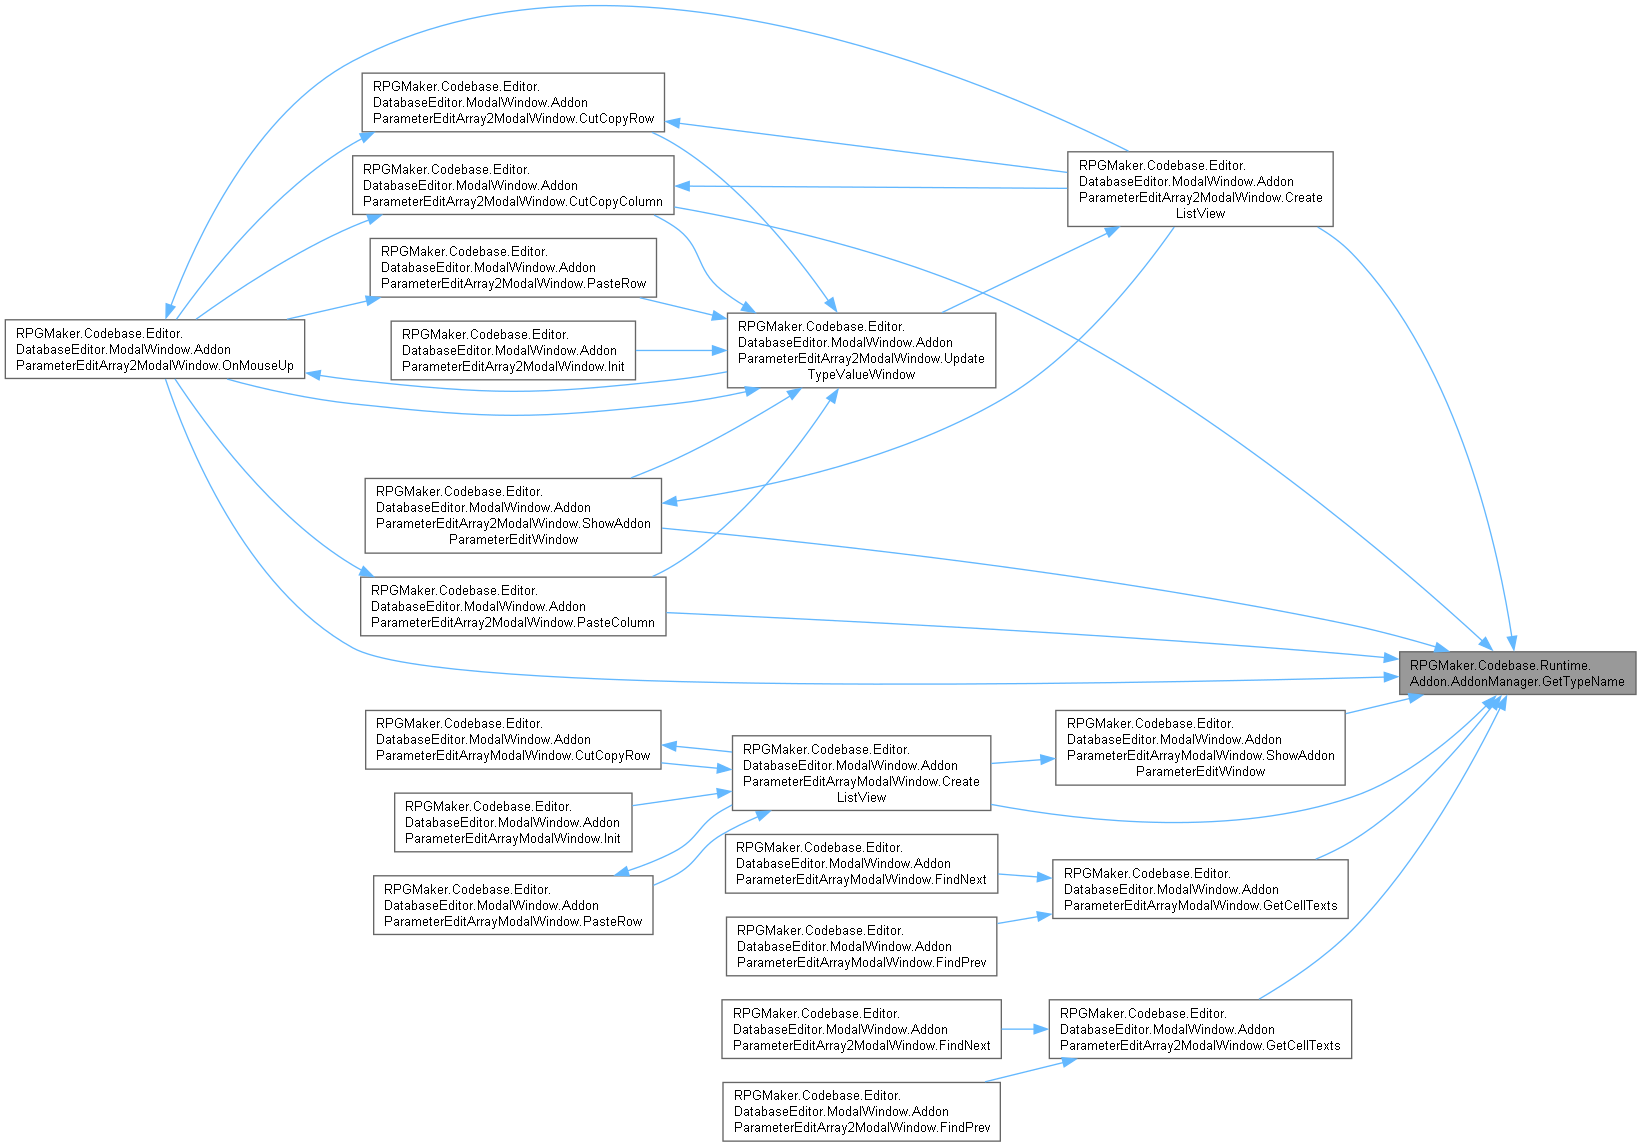 RPGMaker.Codebase.Editor.
DatabaseEditor.ModalWindow.Addon
ParameterEditArray2ModalWindow.CutCopyRow
RPGMaker.Codebase.Editor.
DatabaseEditor.ModalWindow.Addon
ParameterEditArray2ModalWindow.CutCopyColumn
RPGMaker.Codebase.Editor.
DatabaseEditor.ModalWindow.Addon
ParameterEditArray2ModalWindow.Create
ListView
RPGMaker.Codebase.Editor.
DatabaseEditor.ModalWindow.Addon
ParameterEditArray2ModalWindow.PasteRow
RPGMaker.Codebase.Editor.
DatabaseEditor.ModalWindow.Addon
ParameterEditArray2ModalWindow.OnMouseUp
RPGMaker.Codebase.Editor.
DatabaseEditor.ModalWindow.Addon
ParameterEditArray2ModalWindow.Init
RPGMaker.Codebase.Editor.
DatabaseEditor.ModalWindow.Addon
ParameterEditArray2ModalWindow.Update
TypeValueWindow
RPGMaker.Codebase.Editor.
DatabaseEditor.ModalWindow.Addon
ParameterEditArray2ModalWindow.ShowAddon
ParameterEditWindow
RPGMaker.Codebase.Editor.
DatabaseEditor.ModalWindow.Addon
ParameterEditArray2ModalWindow.PasteColumn
RPGMaker.Codebase.Runtime.
Addon.AddonManager.GetTypeName
RPGMaker.Codebase.Editor.
DatabaseEditor.ModalWindow.Addon
ParameterEditArrayModalWindow.CutCopyRow
RPGMaker.Codebase.Editor.
DatabaseEditor.ModalWindow.Addon
ParameterEditArrayModalWindow.Create
ListView
RPGMaker.Codebase.Editor.
DatabaseEditor.ModalWindow.Addon
ParameterEditArrayModalWindow.ShowAddon
ParameterEditWindow
RPGMaker.Codebase.Editor.
DatabaseEditor.ModalWindow.Addon
ParameterEditArrayModalWindow.Init
RPGMaker.Codebase.Editor.
DatabaseEditor.ModalWindow.Addon
ParameterEditArrayModalWindow.FindNext
RPGMaker.Codebase.Editor.
DatabaseEditor.ModalWindow.Addon
ParameterEditArrayModalWindow.GetCellTexts
RPGMaker.Codebase.Editor.
DatabaseEditor.ModalWindow.Addon
ParameterEditArrayModalWindow.PasteRow
RPGMaker.Codebase.Editor.
DatabaseEditor.ModalWindow.Addon
ParameterEditArrayModalWindow.FindPrev
RPGMaker.Codebase.Editor.
DatabaseEditor.ModalWindow.Addon
ParameterEditArray2ModalWindow.FindNext
RPGMaker.Codebase.Editor.
DatabaseEditor.ModalWindow.Addon
ParameterEditArray2ModalWindow.GetCellTexts
RPGMaker.Codebase.Editor.
DatabaseEditor.ModalWindow.Addon
ParameterEditArray2ModalWindow.FindPrev